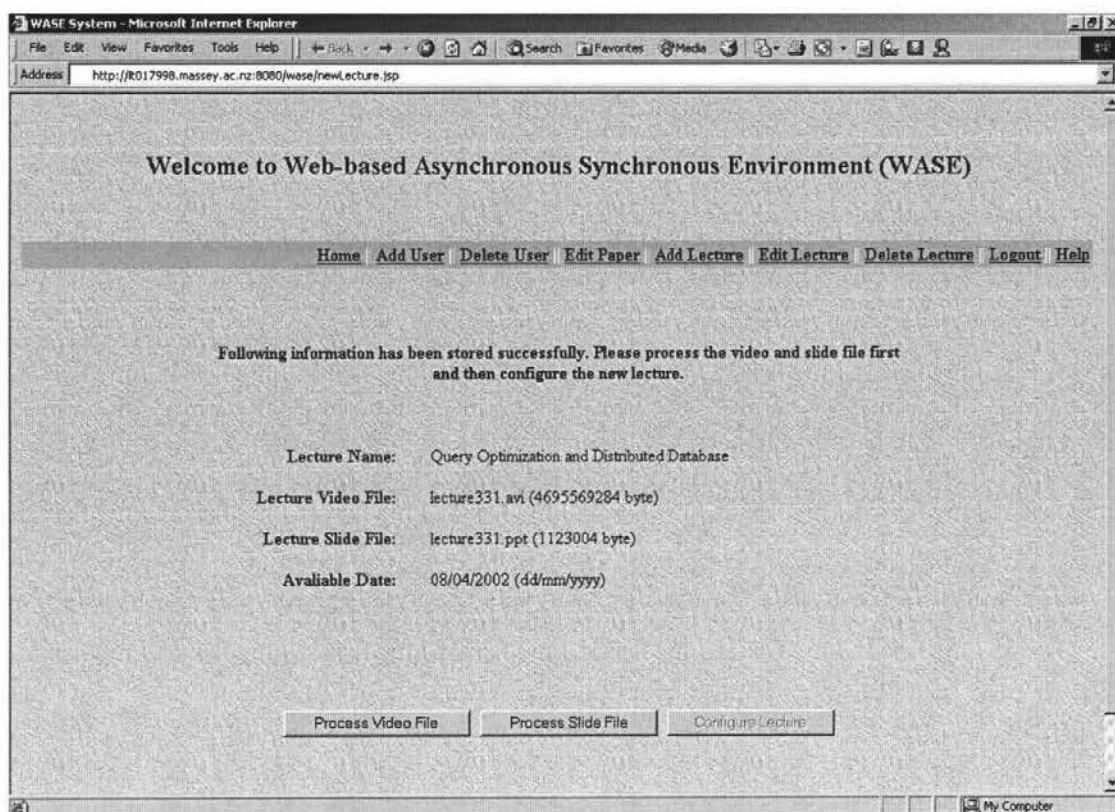 WASE System - Microsoft Internet Explorer
File Edit View Favorites Tools Help Back Search Favorites Media
Address http://it017998.massey.ac.nz:8080/wase/newLecture.jsp
Welcome to Web-based Asynchronous Synchronous Environment (WASE)
Home Add User Delete User Edit Paper Add Lecture Edit Lecture Delete Lecture Logout Help
Following information has been stored successfully. Please process the video and slide file first
and then configure the new lecture.
Lecture Name: Query Optimization and Distributed Database
Lecture Video File: lecture331.avi (4695569284 byte)
Lecture Slide File: lecture331.ppt (1123004 byte)
Avaliable Date: 08/04/2002 (dd/mm/yyyy)
Process Video File Process Slide File Configure Lecture
My Computer